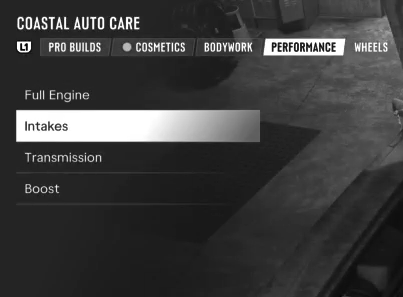 COASTAL AUTO CARE
L1 PRO BUILDS COSMETICS BODYWORK PERFORMANCE WHEELS
Full Engine
Intakes
Transmission
Boost